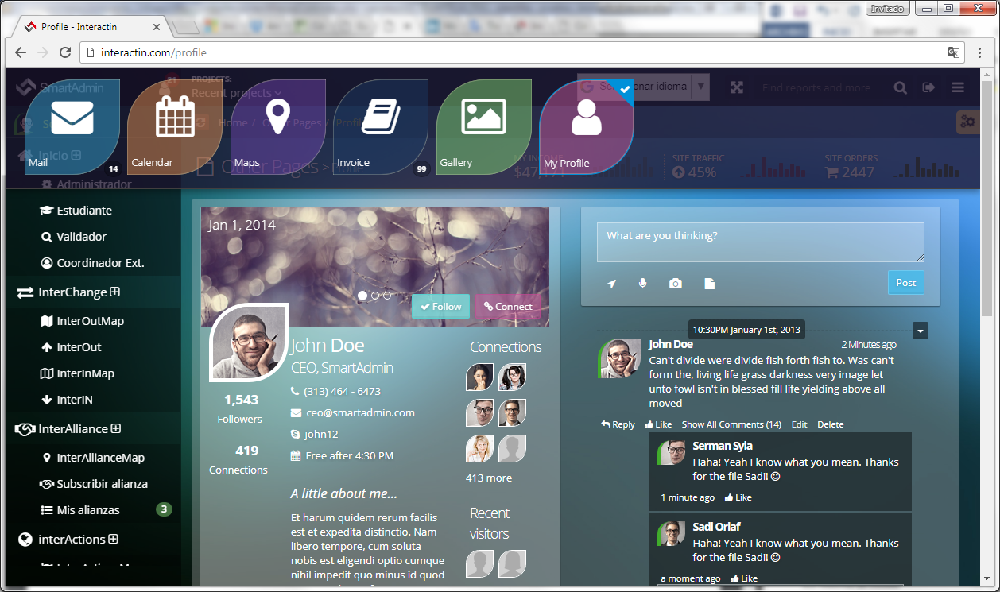 Invitado
Profile - Interactin
interactin.com/profile
SmartAdmin
21
PROJECTS:
Recent projects
idioma
Find reports and more
Mail
14
Calendar
Maps
Invoice
99
Gallery
My Profile
Home / Pages /
Other Pages > Profile
$47,171
SITE TRAFFIC
45%
SITE ORDERS
2447
Inicio
Administrador
Estudiante
Validador
Coordinador Ext.
InterChange
InterOutMap
InterOut
InterInMap
InterIN
InterAlliance
InterAllianceMap
Subscribir alianza
Mis alianzas
3
interActions
Jan 1, 2014
Follow
Connect
John Doe
CEO, SmartAdmin
(313) 464 - 6473
ceo@smartadmin.com
john12
Free after 4:30 PM
1,543
Followers
419
Connections
A little about me...
Et harum quidem rerum facilis
est et expedita distinctio. Nam
libero tempore, cum soluta
nobis est eligendi optio cumque
nihil impedit quo minus id quod
Connections
413 more
Recent
visitors
What are you thinking?
Post
10:30PM January 1st, 2013
John Doe
2 Minutes ago
Can't divide were divide fish forth fish to. Was can't
form the, living life grass darkness very image let
unto fowl isn't in blessed fill life yielding above all
moved
Reply Like Show All Comments (14) Edit Delete
Serman Syla
Haha! Yeah I know what you mean. Thanks
for the file Sadi! ☺
1 minute ago Like
Sadi Orlaf
Haha! Yeah I know what you mean. Thanks
for the file Sadi! ☺
a moment ago Like